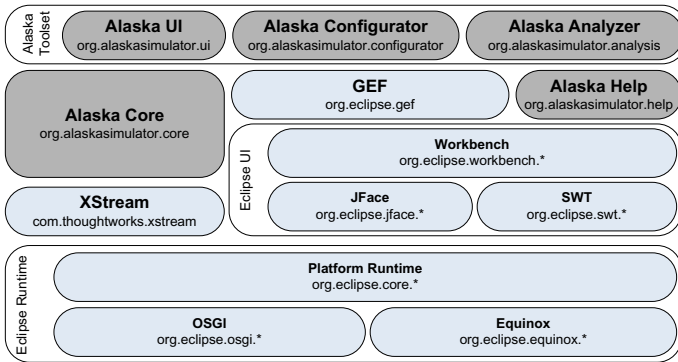 Alaska Toolset
Alaska UI
org.alaskasimulator.ui
Alaska Configurator
org.alaskasimulator.configurator
Alaska Analyzer
org.alaskasimulator.analysis
Alaska Core
org.alaskasimulator.core
GEF
org.eclipse.gef
Alaska Help
org.alaskasimulator.help
Eclipse UI
Workbench
org.eclipse.workbench.*
XStream
com.thoughtworks.xstream
JFace
org.eclipse.jface.*
SWT
org.eclipse.swt.*
Eclipse Runtime
Platform Runtime
org.eclipse.core.*
OSGI
org.eclipse.osgi.*
Equinox
org.eclipse.equinox.*